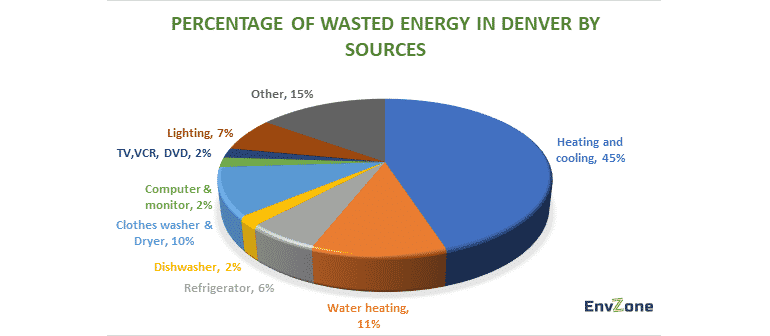 PERCENTAGE OF WASTED ENERGY IN DENVER BY
SOURCES
Other, 15%
Lighting, 7%
TV,VCR, DVD, 2%
Computer &
monitor, 2%
Clothes washer &
Dryer, 10%
Dishwasher, 2%
Refrigerator, 6%
Water heating,
11%
Heating and
cooling, 45%
EnvZone